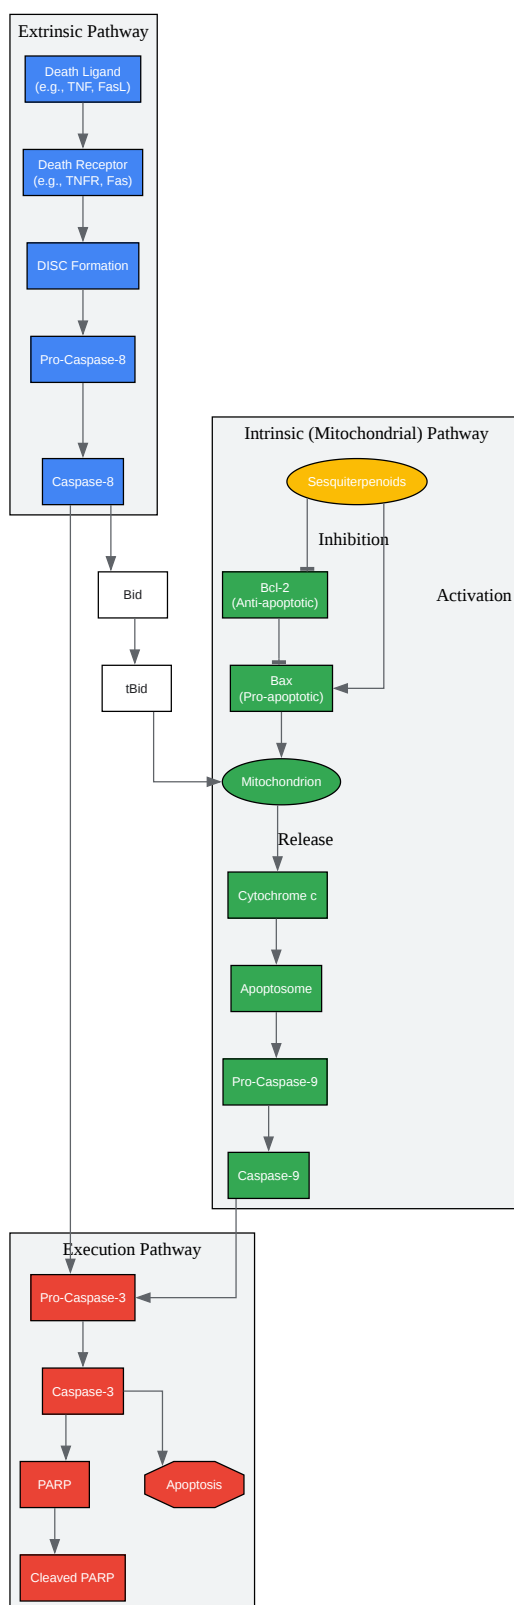 Extrinsic Pathway
Death Ligand
(e.g., TNF, FasL)
Death Receptor
(e.g., TNFR, Fas)
DISC Formation
Pro-Caspase-8
Caspase-8
Bid
tBid
Intrinsic (Mitochondrial) Pathway
Sesquiterpenoids
Inhibition
Activation
Bcl-2
(Anti-apoptotic)
Bax
(Pro-apoptotic)
Mitochondrion
Release
Cytochrome c
Apoptosome
Pro-Caspase-9
Caspase-9
Execution Pathway
Pro-Caspase-3
Caspase-3
PARP
Apoptosis
Cleaved PARP